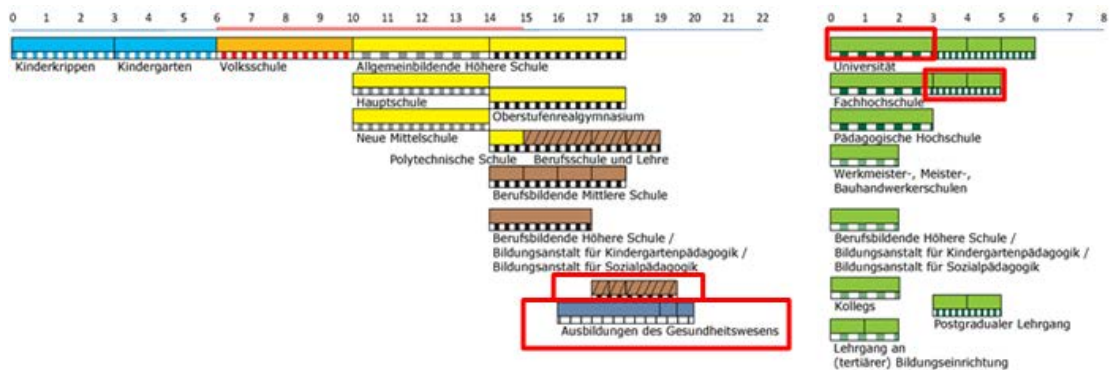 0 1 2 3 4 5 6 7 8 9 10 11 12 13 14 15 16 17 18 19 20 21 22
Kinderkrippen Kindergarten Volksschule Allgemeinbildende Höhere Schule
Hauptschule
Oberstufenrealgymnasium
Neue Mittelschule
Polytechnische Schule Berufsschule und Lehre
Berufsbildende Mittlere Schule
Berufsbildende Höhere Schule /
Bildungsanstalt für Kindergartenpädagogik /
Bildungsanstalt für Sozialpädagogik
Ausbildungen des Gesundheitswesens
0 1 2 3 4 5 6 7 8
Universität
Fachhochschule
Pädagogische Hochschule
Werkmeister-, Meister-,
Bauhandwerkerschulen
Berufsbildende Höhere Schule /
Bildungsanstalt für Kindergartenpädagogik /
Bildungsanstalt für Sozialpädagogik
Kollegs
Postgradualer Lehrgang
Lehrgang an
(tertiärer) Bildungseinrichtung